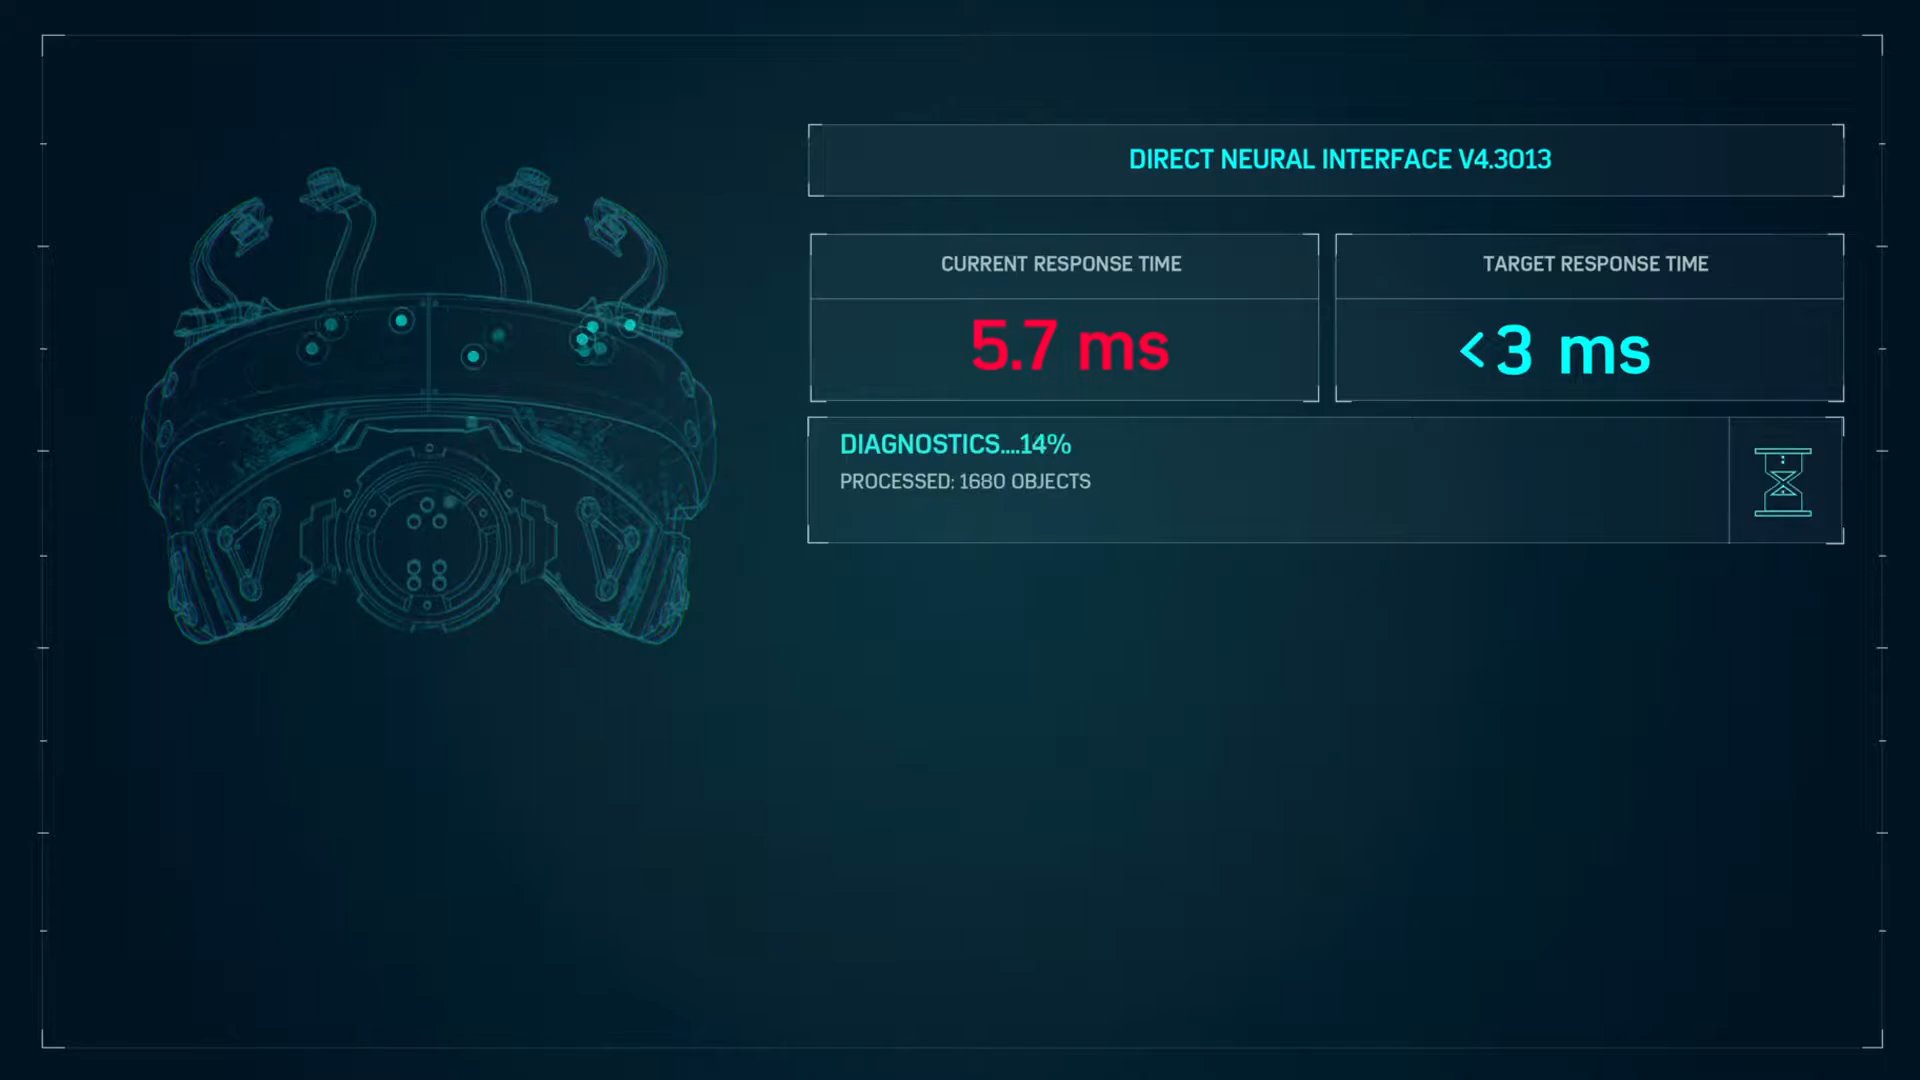 DIRECT NEURAL INTERFACE V4.3013
CURRENT RESPONSE TIME
5.7 ms
TARGET RESPONSE TIME
<3 ms
DIAGNOSTICS....14%
PROCESSED: 1680 OBJECTS